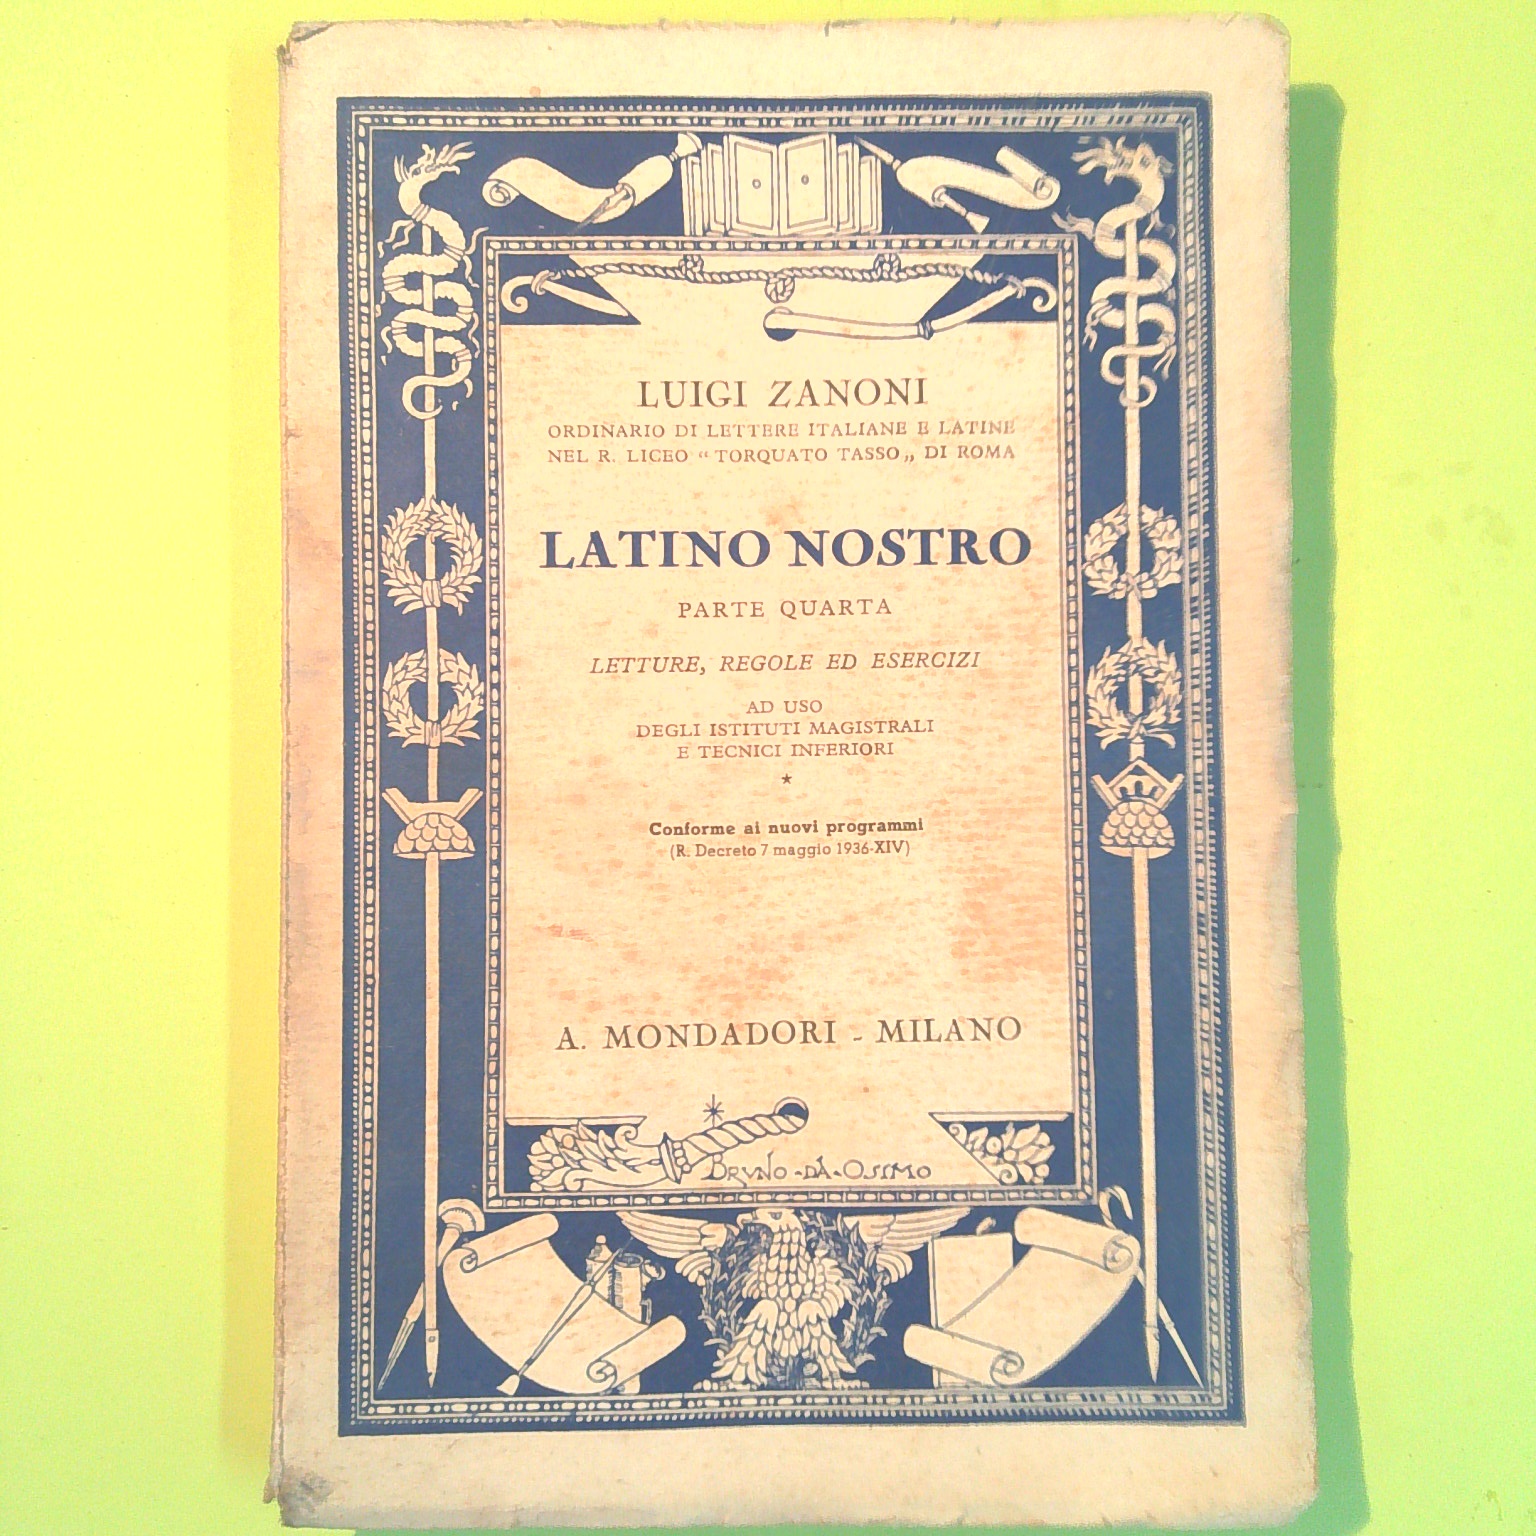 LUIGI ZANONI
ORDINARIO DI LETTERE ITALIANE E LATINE
NEL R. LICEO “TORQUATO TASSO„ DI ROMA
LATINO NOSTRO
PARTE QUARTA
LETTURE, REGOLE ED ESERCIZI
AD USO
DEGLI ISTITUTI MAGISTRALI
E TECNICI INFERIORI
★
Conforme ai nuovi programmi
(R. Decreto 7 maggio 1936-XIV)
A. MONDADORI - MILANO
BRVNO-DA-OSIMO